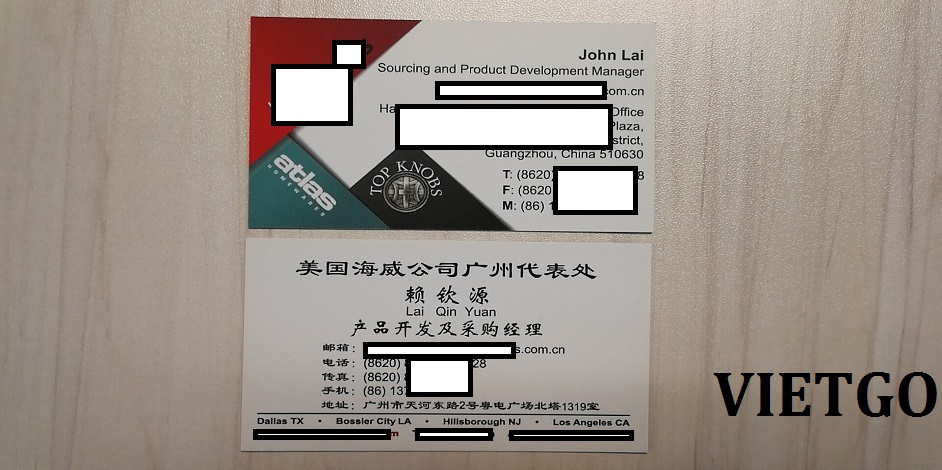 John Lai
Sourcing and Product Development Manager
com.cn
Ha Office
Plaza,
strict,
Guangzhou, China 510630
T: (8620) 8
F: (8620
M: (86) 1
atlas
HOMEWARES
TOP KNOBS
美国海威公司广州代表处
赖钦源
Lai Qin Yuan
产品开发及采购经理
邮箱: s.com.cn
电话: (8620) 28
传真: (8620)
手机: (86) 13
地址: 广州市天河东路2号粤电广场北塔1319室
Dallas TX • Bossier City LA • Hillsborough NJ • Los Angeles CA
VIETGO